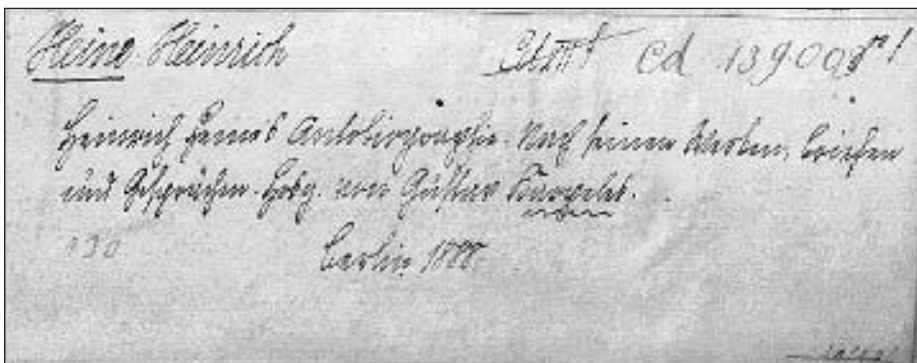 Heine Heinrich Cd 13900
Heinrich Heine's Autobiographie. Nach seinen Werken, Briefen
und Gesprächen. Hrsg. von Gustav Karpeles.
Berlin 1888.